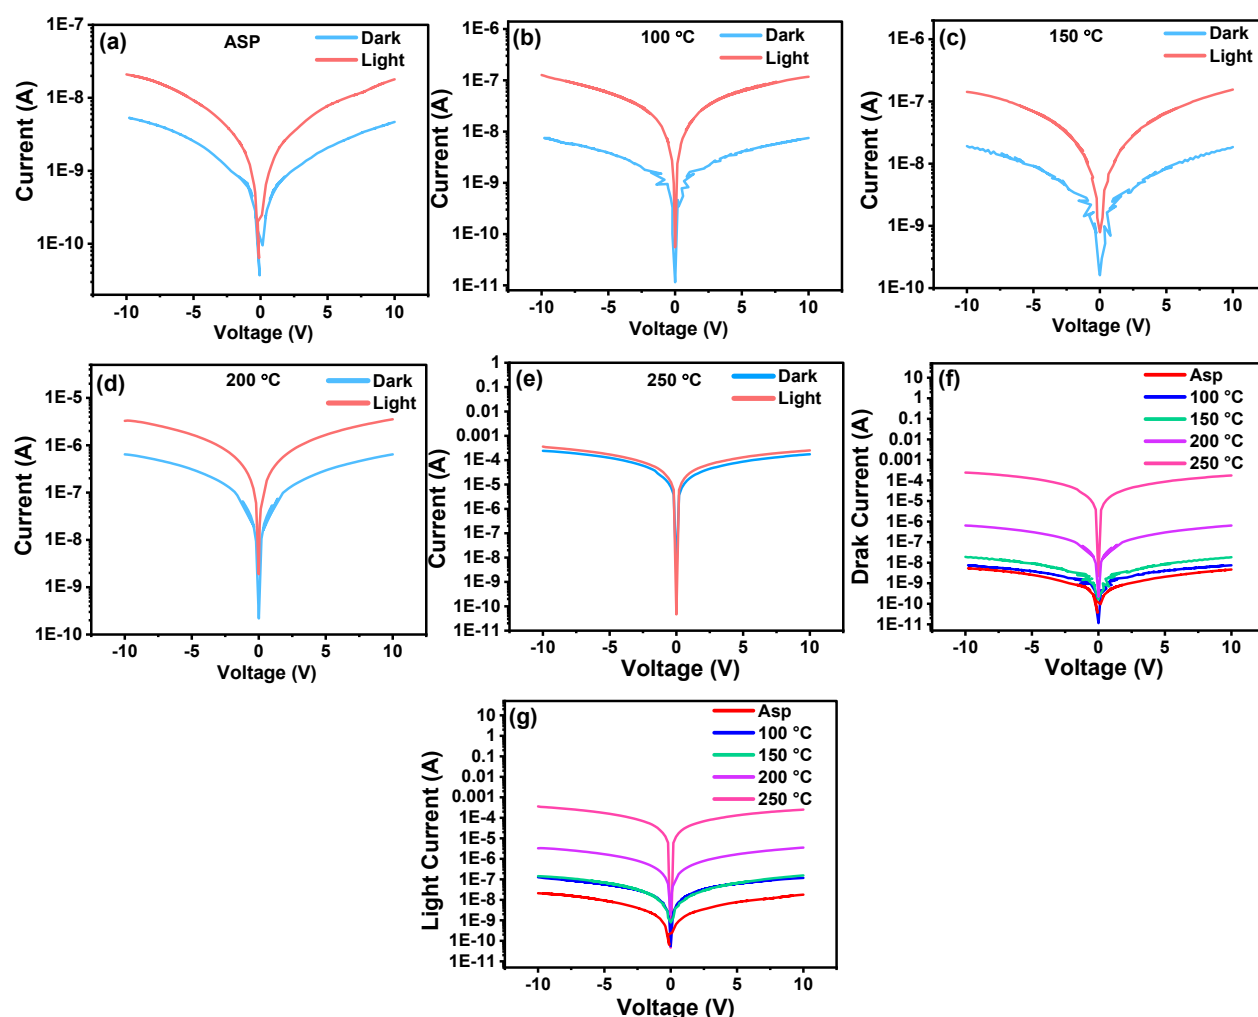 (a)
ASP
Dark
Light
1E-7
1E-8
1E-9
1E-10
Current (A)
-10 -5 0 5 10
Voltage (V)
(b)
100 °C
Dark
Light
1E-6
1E-7
1E-8
1E-9
1E-10
1E-11
Current (A)
-10 -5 0 5 10
Voltage (V)
(c)
150 °C
Dark
Light
1E-6
1E-7
1E-8
1E-9
1E-10
Current (A)
-10 -5 0 5 10
Voltage (V)
(d)
200 °C
Dark
Light
1E-5
1E-6
1E-7
1E-8
1E-9
1E-10
Current (A)
-10 -5 0 5 10
Voltage (V)
(e)
250 °C
Dark
Light
1
0.1
0.01
0.001
1E-4
1E-5
1E-6
1E-7
1E-8
1E-9
1E-10
1E-11
Current (A)
-10 -5 0 5 10
Voltage (V)
(f)
Asp
100 °C
150 °C
200 °C
250 °C
10
1
0.1
0.01
0.001
1E-4
1E-5
1E-6
1E-7
1E-8
1E-9
1E-10
1E-11
Drak Current (A)
-10 -5 0 5 10
Voltage (V)
(g)
Asp
100 °C
150 °C
200 °C
250 °C
10
1
0.1
0.01
0.001
1E-4
1E-5
1E-6
1E-7
1E-8
1E-9
1E-10
1E-11
Light Current (A)
-10 -5 0 5 10
Voltage (V)